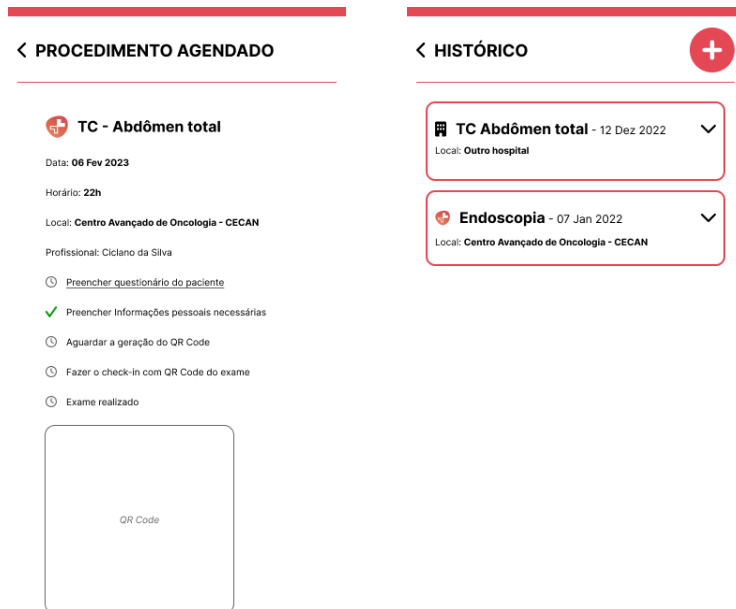 PROCEDIMENTO AGENDADO
TC - Abdômen total
Data: 06 Fev 2023
Horário: 22h
Local: Centro Avançado de Oncologia - CECAN
Profissional: Ciclano da Silva
Preencher questionário do paciente
Preencher Informações pessoais necessárias
Aguardar a geração do QR Code
Fazer o check-in com QR Code do exame
Exame realizado
QR Code
HISTÓRICO
TC Abdômen total - 12 Dez 2022
Local: Outro hospital
Endoscopia - 07 Jan 2022
Local: Centro Avançado de Oncologia - CECAN